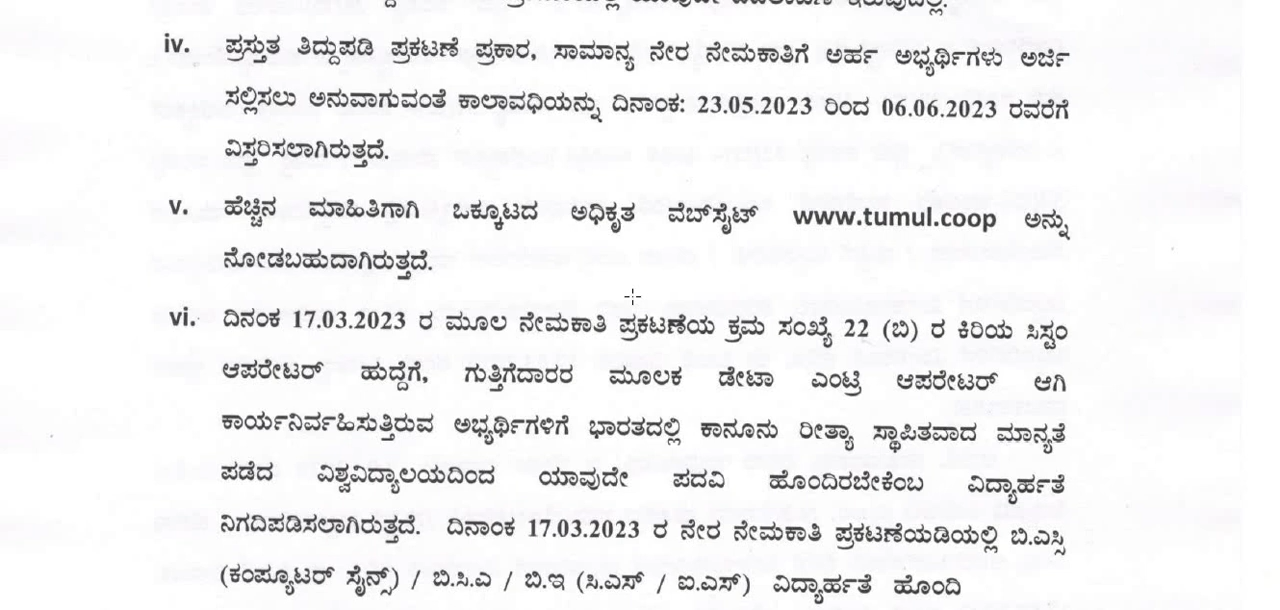 iv. ಪ್ರಸ್ತುತ ತಿದ್ದುಪಡಿ ಪ್ರಕಟಣೆ ಪ್ರಕಾರ, ಸಾಮಾನ್ಯ ನೇರ ನೇಮಕಾತಿಗೆ ಅರ್ಹ ಅಭ್ಯರ್ಥಿಗಳು ಅರ್ಜಿ
ಸಲ್ಲಿಸಲು ಅನುವಾಗುವಂತೆ ಕಾಲಾವಧಿಯನ್ನು ದಿನಾಂಕ: 23.05.2023 ರಿಂದ 06.06.2023 ರವರೆಗೆ
ವಿಸ್ತರಿಸಲಾಗಿರುತ್ತದೆ.
v. ಹೆಚ್ಚಿನ ಮಾಹಿತಿಗಾಗಿ ಒಕ್ಕೂಟದ ಅಧಿಕೃತ ವೆಬ್‌ಸೈಟ್ www.tumul.coop ಅನ್ನು
ನೋಡಬಹುದಾಗಿರುತ್ತದೆ.
vi. ದಿನಂಕ 17.03.2023 ರ ಮೂಲ ನೇಮಕಾತಿ ಪ್ರಕಟಣೆಯ ಕ್ರಮ ಸಂಖ್ಯೆ 22 (ಬಿ) ರ ಕಿರಿಯ ಸಿಸ್ಟಂ
ಆಪರೇಟರ್ ಹುದ್ದೆಗೆ, ಗುತ್ತಿಗೆದಾರರ ಮೂಲಕ ಡೇಟಾ ಎಂಟ್ರಿ ಆಪರೇಟರ್ ಆಗಿ
ಕಾರ್ಯನಿರ್ವಹಿಸುತ್ತಿರುವ ಅಭ್ಯರ್ಥಿಗಳಿಗೆ ಭಾರತದಲ್ಲಿ ಕಾನೂನು ರೀತ್ಯಾ ಸ್ಥಾಪಿತವಾದ ಮಾನ್ಯತೆ
ಪಡೆದ ವಿಶ್ವವಿದ್ಯಾಲಯದಿಂದ ಯಾವುದೇ ಪದವಿ ಹೊಂದಿರಬೇಕೆಂಬ ವಿದ್ಯಾರ್ಹತೆ
ನಿಗದಿಪಡಿಸಲಾಗಿರುತ್ತದೆ. ದಿನಾಂಕ 17.03.2023 ರ ನೇರ ನೇಮಕಾತಿ ಪ್ರಕಟಣೆಯಡಿಯಲ್ಲಿ ಬಿ.ಎಸ್ಸಿ
(ಕಂಪ್ಯೂಟರ್ ಸೈನ್ಸ್) / ಬಿ.ಸಿ.ಎ / ಬಿ.ಇ (ಸಿ.ಎಸ್ / ಐ.ಎಸ್) ವಿದ್ಯಾರ್ಹತೆ ಹೊಂದಿ